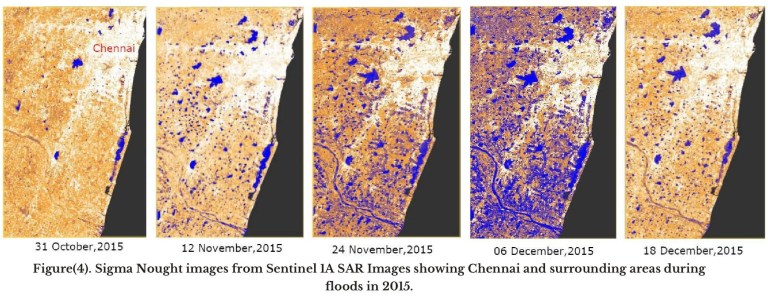 Chennai
31 October,2015
12 November,2015
24 November,2015
06 December,2015
18 December,2015
Figure(4). Sigma Nought images from Sentinel 1A SAR Images showing Chennai and surrounding areas during
floods in 2015.